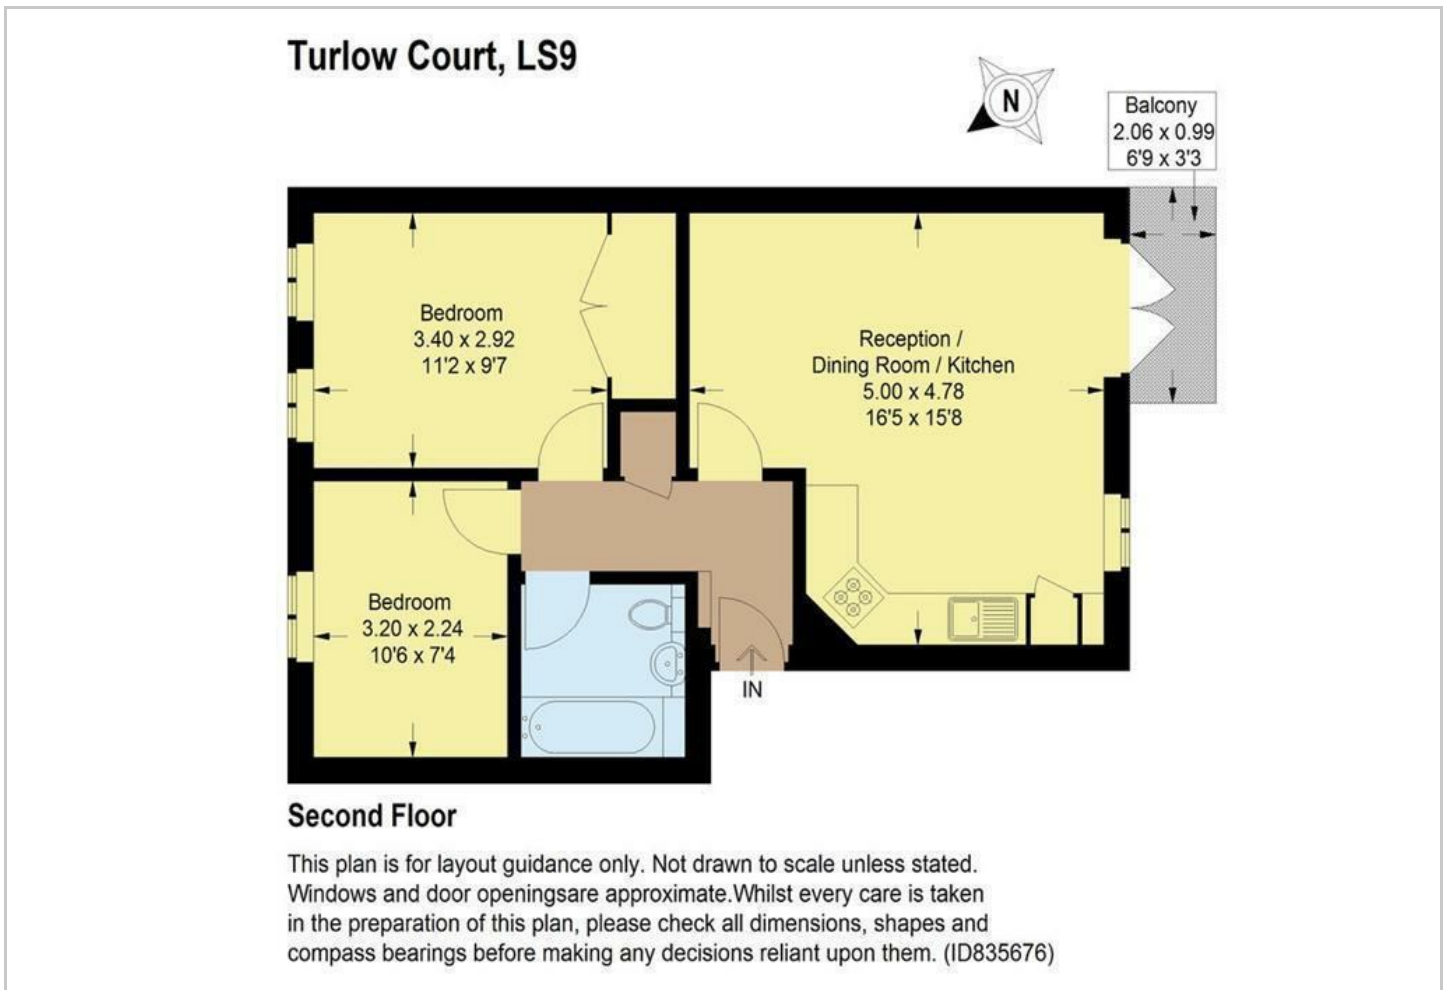 Turlow Court, LS9
N
Balcony
2.06 x 0.99
6'9 x 3'3
Bedroom
3.40 x 2.92
11'2 x 9'7
Reception /
Dining Room / Kitchen
5.00 x 4.78
16'5 x 15'8
Bedroom
3.20 x 2.24
10'6 x 7'4
IN
Second Floor
This plan is for layout guidance only. Not drawn to scale unless stated.
Windows and door openingsare approximate.Whilst every care is taken
in the preparation of this plan, please check all dimensions, shapes and
compass bearings before making any decisions reliant upon them. (ID835676)